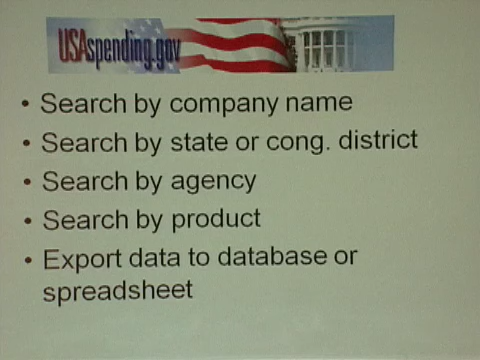 USAspending.gov
• Search by company name
• Search by state or cong. district
• Search by agency
• Search by product
• Export data to database or
spreadsheet